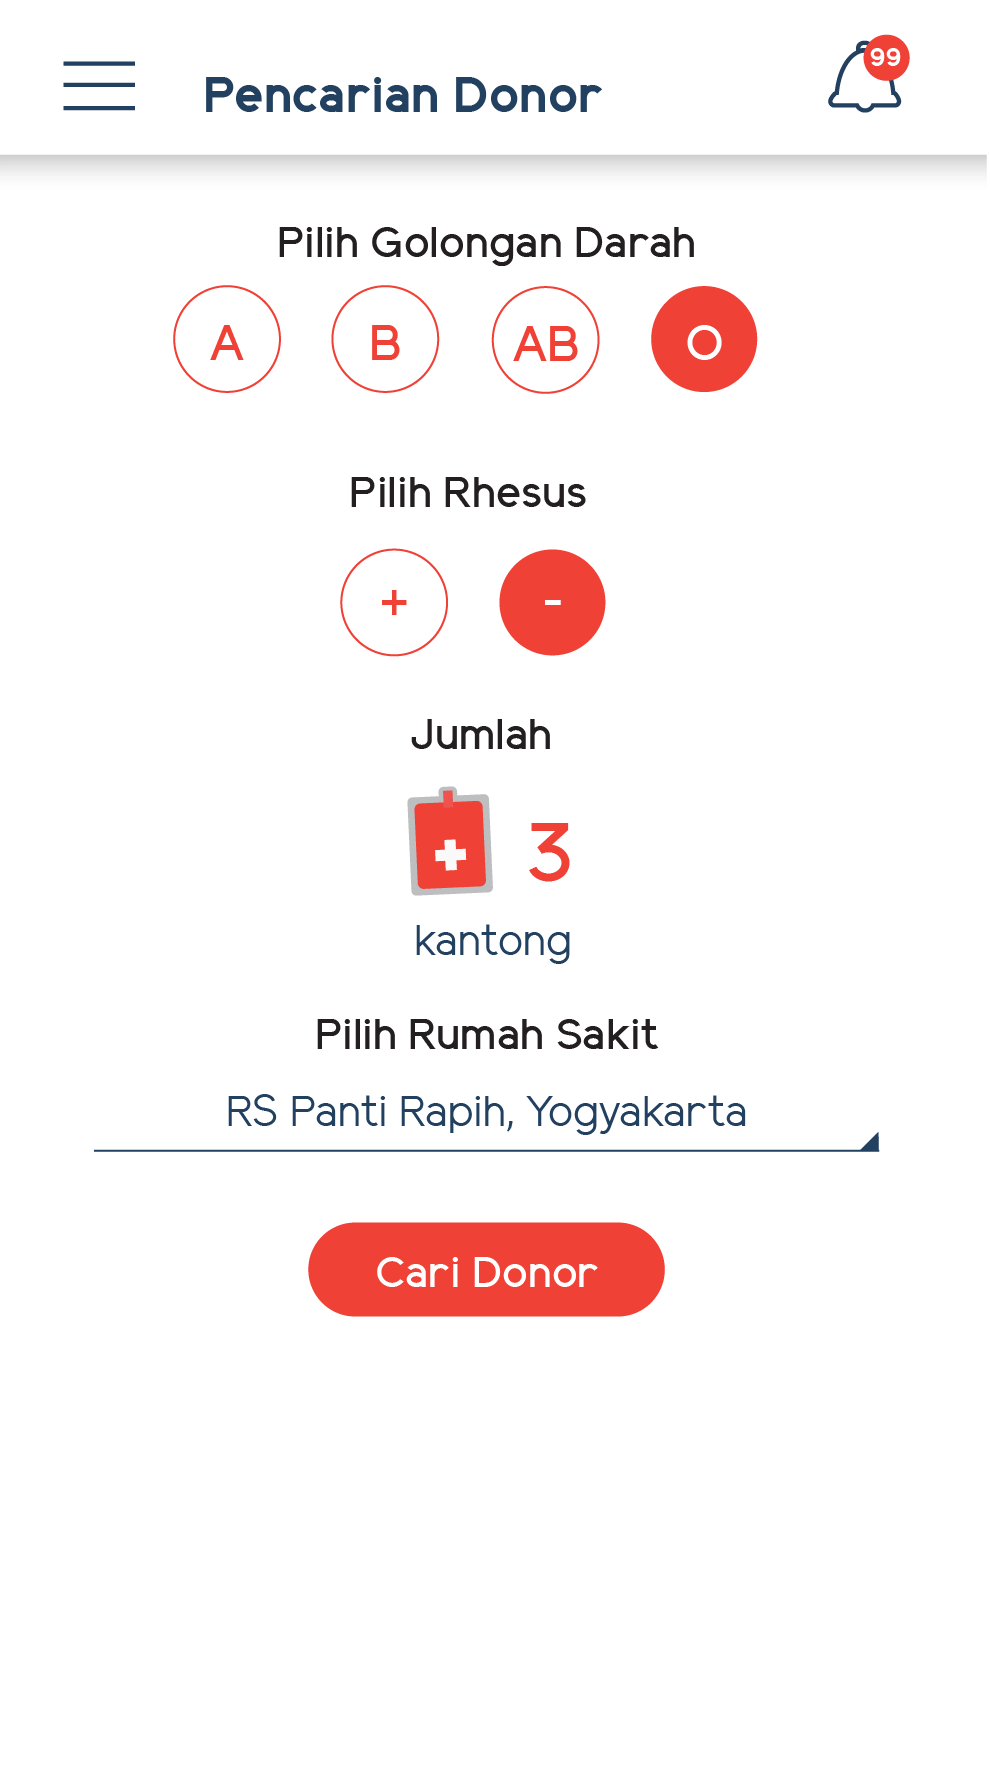 Pencarian Donor
99
Pilih Golongan Darah
A B AB O
Pilih Rhesus
+ -
Jumlah
3
kantong
Pilih Rumah Sakit
RS Panti Rapih, Yogyakarta
Cari Donor